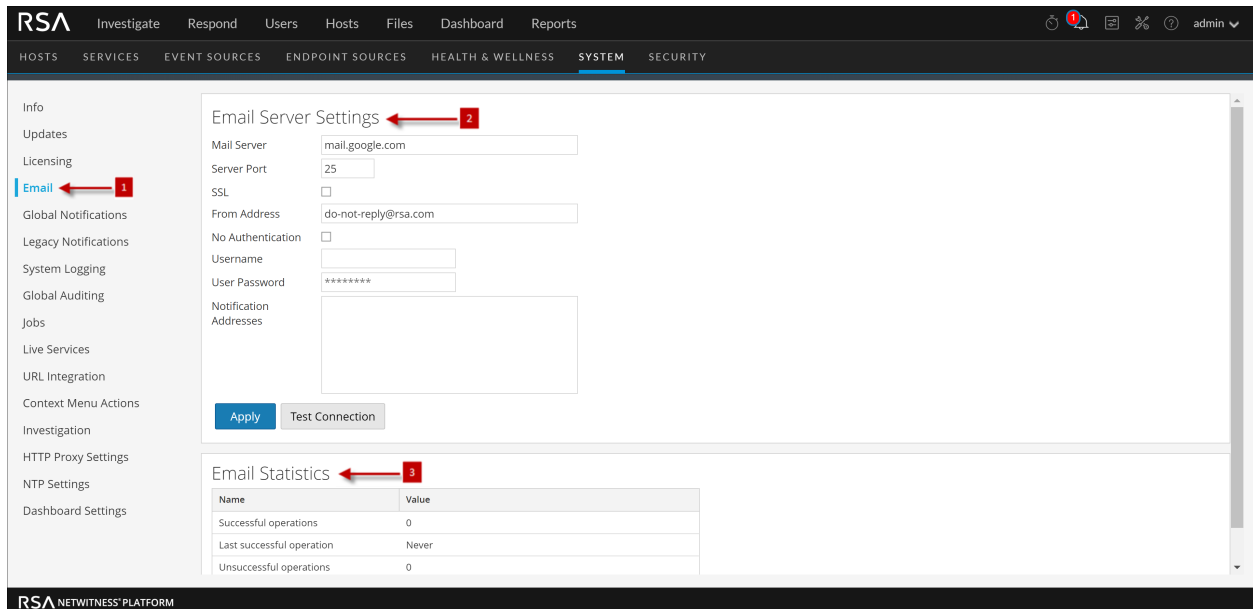 RSA Investigate Respond Users Hosts Files Dashboard Reports 1 admin
HOSTS SERVICES EVENT SOURCES ENDPOINT SOURCES HEALTH & WELLNESS SYSTEM SECURITY
Info
Updates
Licensing
Email 1
Global Notifications
Legacy Notifications
System Logging
Global Auditing
Jobs
Live Services
URL Integration
Context Menu Actions
Investigation
HTTP Proxy Settings
NTP Settings
Dashboard Settings
Email Server Settings 2
Mail Server mail.google.com
Server Port 25
SSL
From Address do-not-reply@rsa.com
No Authentication
Username
User Password ********
Notification
Addresses
Apply Test Connection
Email Statistics 3
Name Value
Successful operations 0
Last successful operation Never
Unsuccessful operations 0
RSA NETWITNESS® PLATFORM